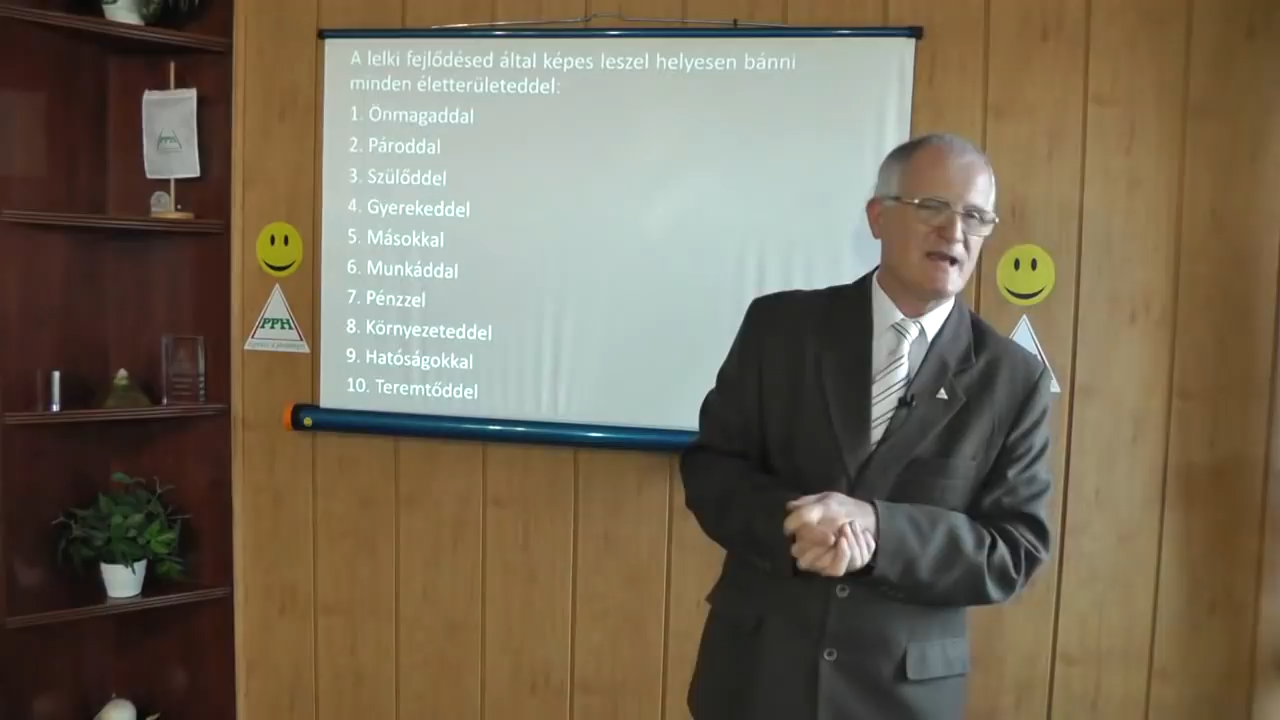 A lelki fejlődésed által képes leszel helyesen bánni
minden életterületeddel:
1. Önmagaddal
2. Pároddal
3. Szülőddel
4. Gyerekeddel
5. Másokkal
6. Munkáddal
7. Pénzzel
8. Környezeteddel
9. Hatóságokkal
10. Teremtőddel
PPH